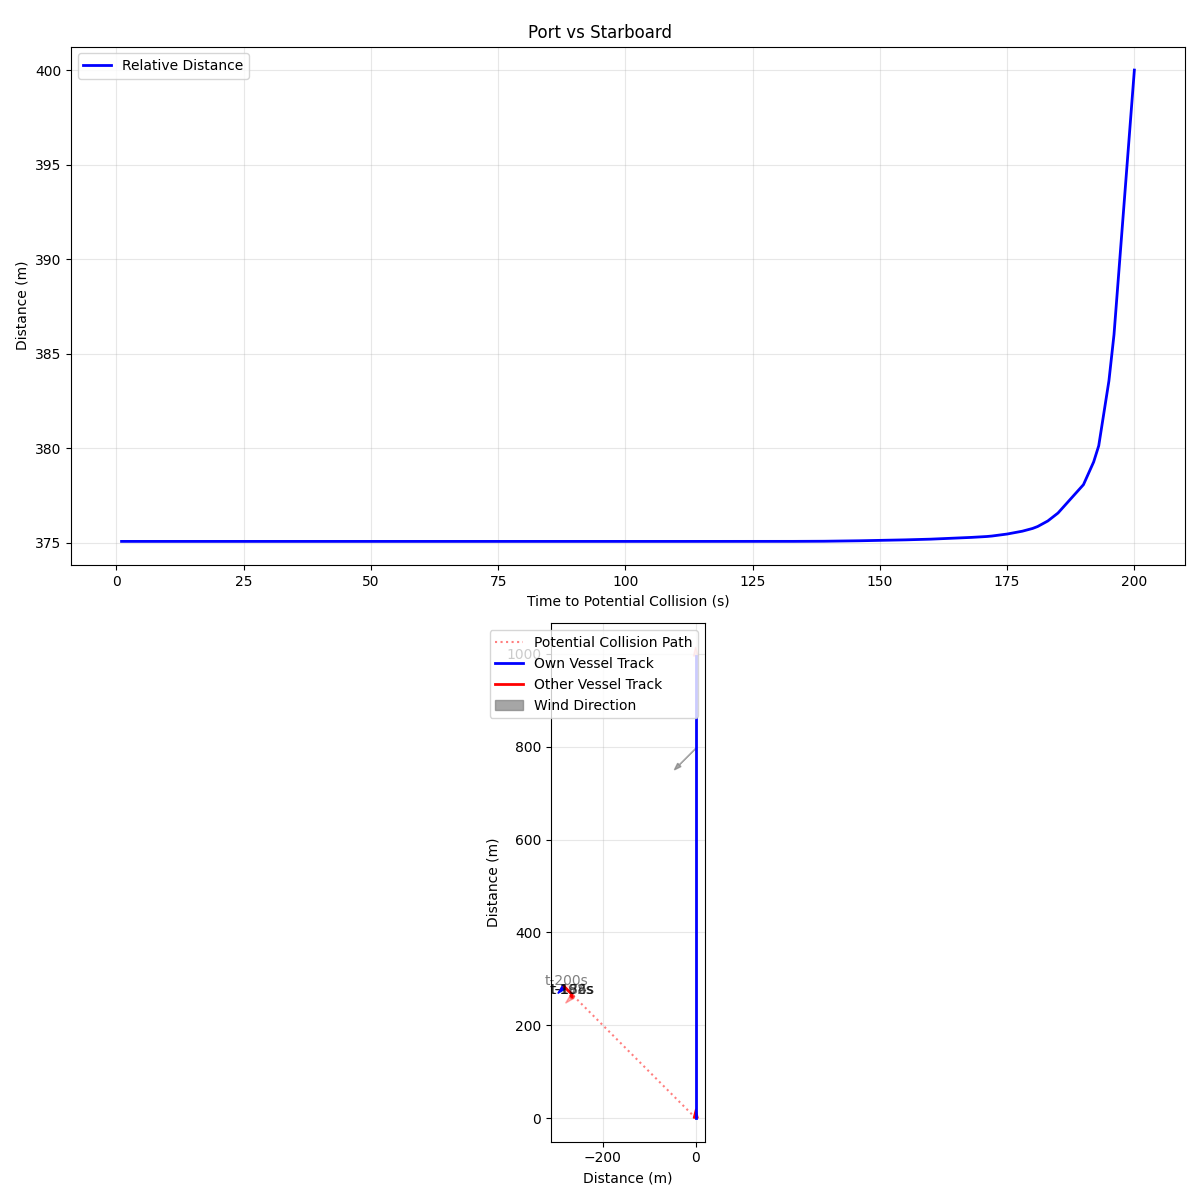 Port vs Starboard
Relative Distance
400
395
390
385
380
375
Distance (m)
0 25 50 75 100 125 150 175 200
Time to Potential Collision (s)
Potential Collision Path
Own Vessel Track
Other Vessel Track
Wind Direction
1000
800
600
400
200
0
Distance (m)
t-200s
−200 0
Distance (m)